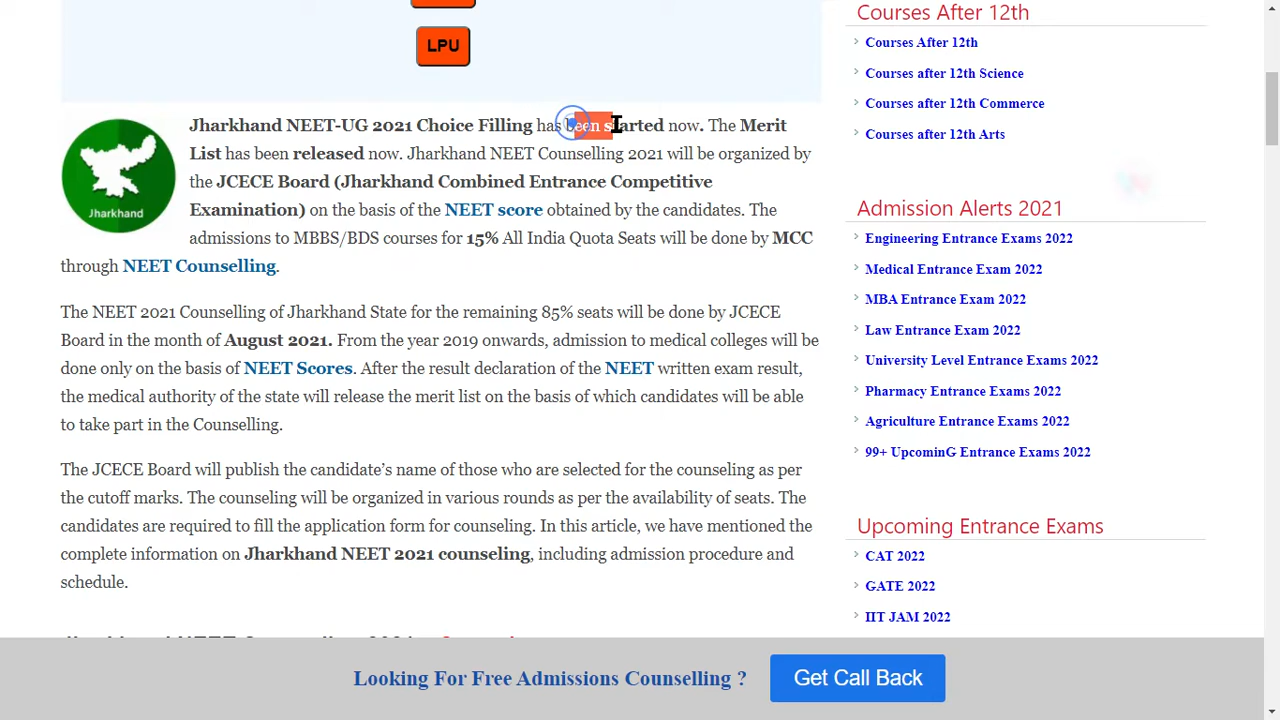 LPU
Jharkhand NEET-UG 2021 Choice Filling has been started now. The Merit
List has been released now. Jharkhand NEET Counselling 2021 will be organized by
the JCECE Board (Jharkhand Combined Entrance Competitive
Examination) on the basis of the NEET score obtained by the candidates. The
admissions to MBBS/BDS courses for 15% All India Quota Seats will be done by MCC
through NEET Counselling.
Jharkhand
The NEET 2021 Counselling of Jharkhand State for the remaining 85% seats will be done by JCECE
Board in the month of August 2021. From the year 2019 onwards, admission to medical colleges will be
done only on the basis of NEET Scores. After the result declaration of the NEET written exam result,
the medical authority of the state will release the merit list on the basis of which candidates will be able
to take part in the Counselling.
The JCECE Board will publish the candidate's name of those who are selected for the counseling as per
the cutoff marks. The counseling will be organized in various rounds as per the availability of seats. The
candidates are required to fill the application form for counseling. In this article, we have mentioned the
complete information on Jharkhand NEET 2021 counseling, including admission procedure and
schedule.
Courses After 12th
Courses After 12th
Courses after 12th Science
Courses after 12th Commerce
Courses after 12th Arts
Admission Alerts 2021
Engineering Entrance Exams 2022
Medical Entrance Exam 2022
MBA Entrance Exam 2022
Law Entrance Exam 2022
University Level Entrance Exams 2022
Pharmacy Entrance Exams 2022
Agriculture Entrance Exams 2022
99+ UpcominG Entrance Exams 2022
Upcoming Entrance Exams
CAT 2022
GATE 2022
IIT JAM 2022
Looking For Free Admissions Counselling ?
Get Call Back